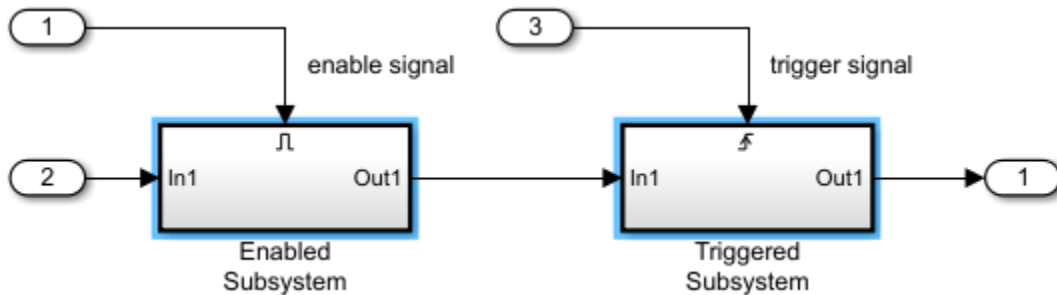 1
3
enable signal
trigger signal
2
In1
Out1
In1
Out1
1
Enabled
Subsystem
Triggered
Subsystem